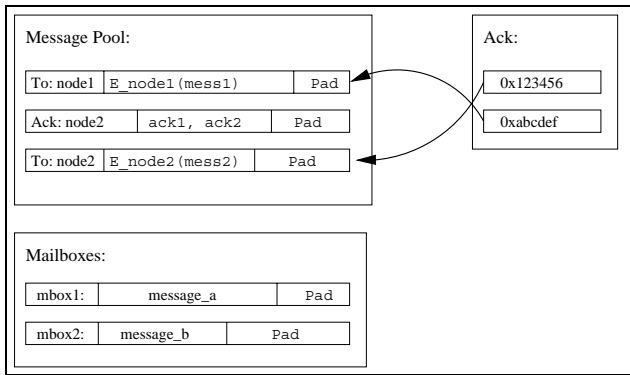 Message Pool:
To: node1 E_node1(mess1) Pad
Ack: node2 ack1, ack2 Pad
To: node2 E_node2(mess2) Pad
Ack:
0x123456
0xabcdef
Mailboxes:
mbox1: message_a Pad
mbox2: message_b Pad